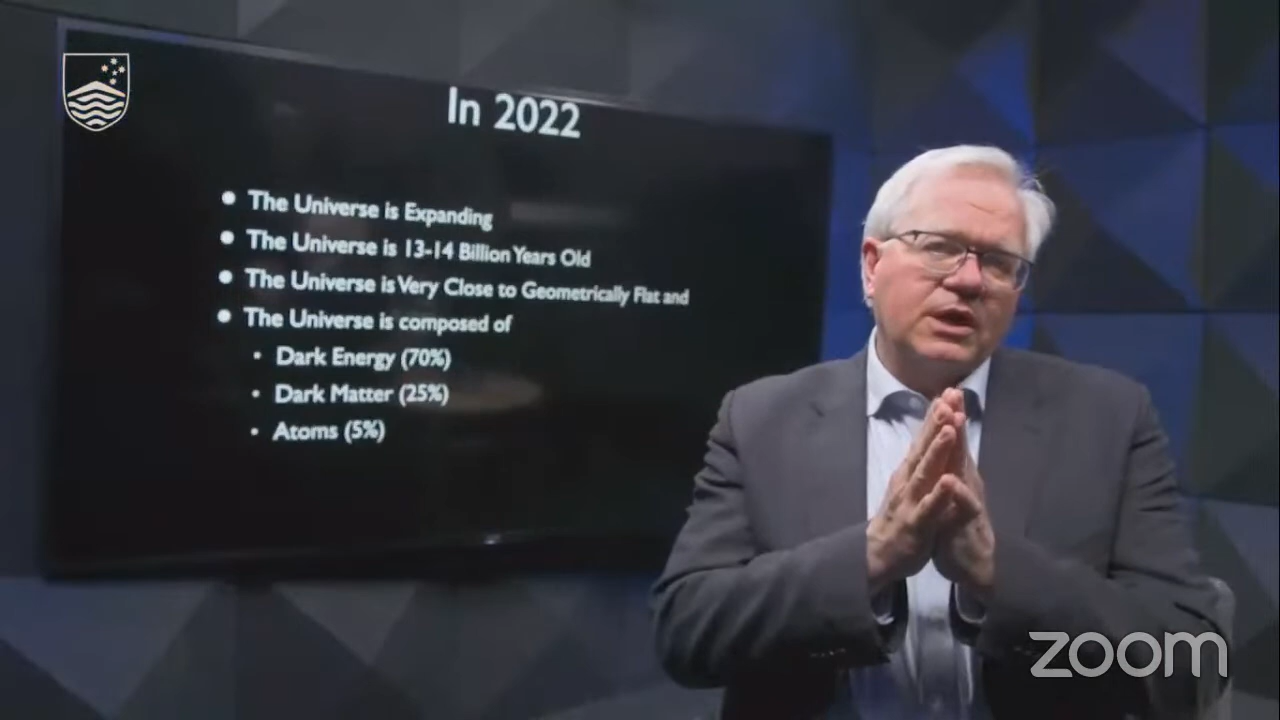 In 2022
• The Universe is Expanding
• The Universe is 13-14 Billion Years Old
• The Universe is Very Close to Geometrically Flat and
• The Universe is composed of
• Dark Energy (70%)
• Dark Matter (25%)
• Atoms (5%)
zoom